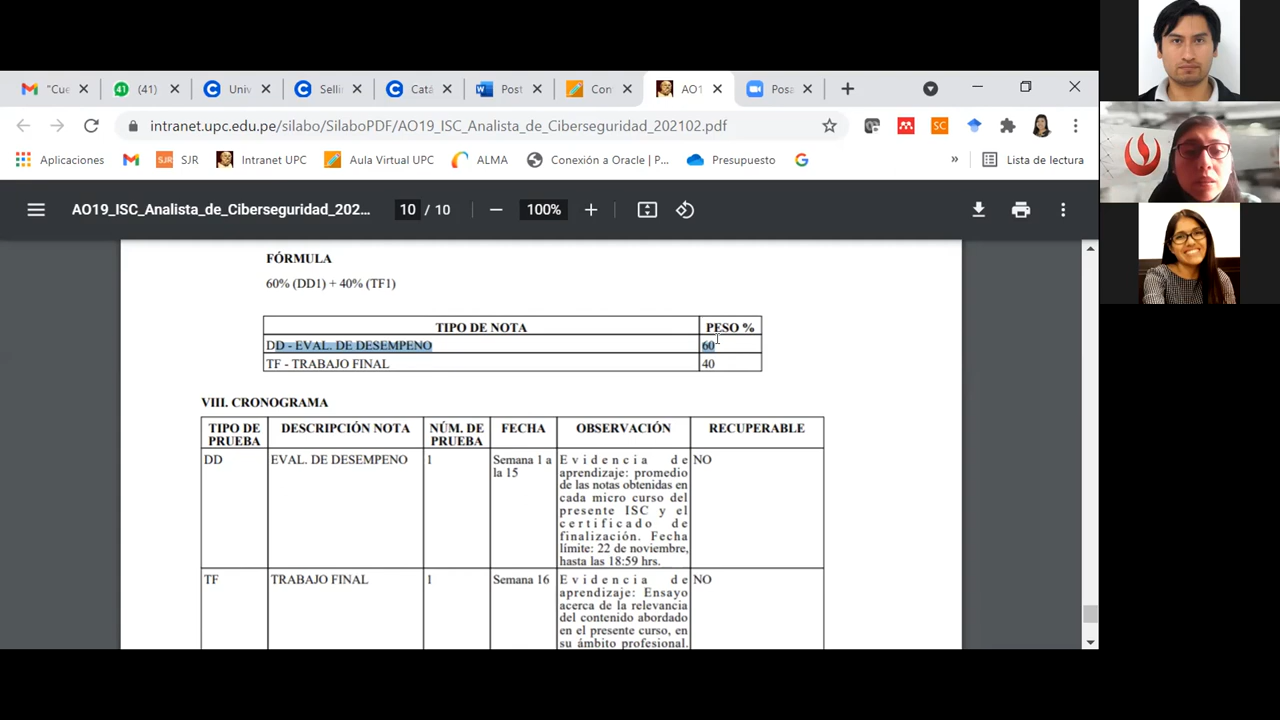 "Cue
(41)
Univ
Sellin
Catá
Post
Con
AO1
Posa
intranet.upc.edu.pe/silabo/SilaboPDF/AO19_ISC_Analista_de_Ciberseguridad_202102.pdf
SC
Aplicaciones
SJR SJR
Intranet UPC
Aula Virtual UPC
ALMA
Conexión a Oracle | P...
Presupuesto
»
Lista de lectura
AO19_ISC_Analista_de_Ciberseguridad_202...
10 / 10
100%
FÓRMULA
60% (DD1) + 40% (TF1)
TIPO DE NOTA PESO %
DD - EVAL. DE DESEMPENO 60
TF - TRABAJO FINAL 40
VIII. CRONOGRAMA
TIPO DE PRUEBA
DESCRIPCIÓN NOTA
NÚM. DE PRUEBA
FECHA
OBSERVACIÓN
RECUPERABLE
DD
EVAL. DE DESEMPENO
1
Semana 1 a
la 15
Evidencia de
aprendizaje: promedio
de las notas obtenidas en
cada micro curso del
presente ISC y el
certificado de
finalización. Fecha
límite: 22 de noviembre,
hasta las 18:59 hrs.
NO
TF
TRABAJO FINAL
1
Semana 16
Evidencia de
aprendizaje: Ensayo
acerca de la relevancia
del contenido abordado
en el presente curso, en
su ámbito profesional.
NO